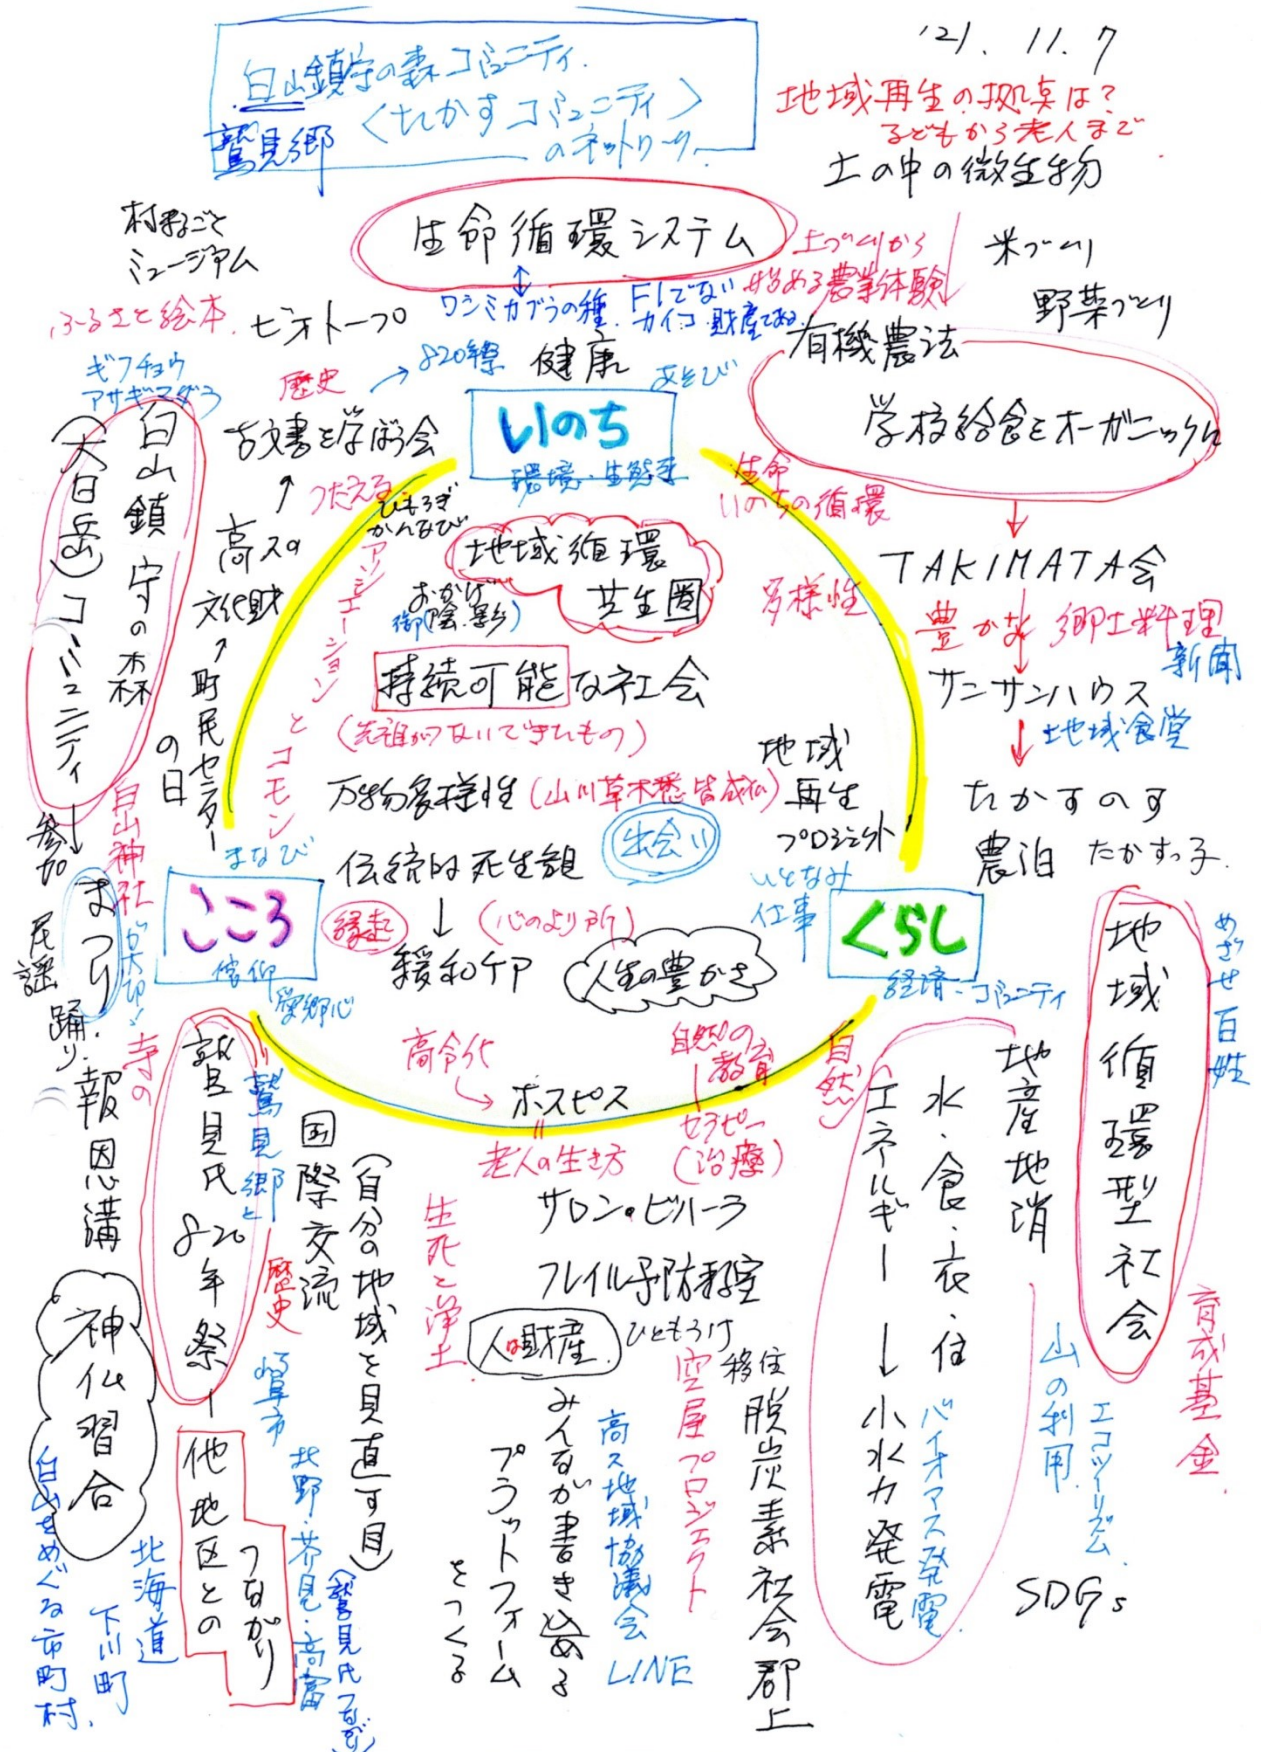 '21. 11. 7
白山鎮守の森コミュニティ
〈たかすコミュニティ〉
のネットワーク
鷲見郷
地域再生の拠点は?
子どもから老人まで
土の中の微生物
村まるごと
ミュージアム
ふるさと絵本
ビオトープ
生命循環システム
ワシミカブラの種 F1でない
カイコ 財産である
土づくりから
始める農業体験
米づくり
野菜づくり
有機農法
学校給食をオーガニックに
ギフチョウ
アサギマダラ
歴史
→820年祭
健康
あそび
いのち
環境・生態系
古文書を学ぼう会
つたえる
ひもろぎ
かんなび
高スの
文化財
町民センター
の日
白山鎮守の森
(大日岳)コミュニティ
参加
アソシエーションとコモン
生命
いのちの循環
多様性
地域循環
共生圏
おかげ
御(陰・影)
持続可能な社会
(先祖がつないできたもの)
万物多様性(山川草木悉皆成仏)
伝統的死生観
出会い
地域
再生
プロジェクト
TAKIMATA会
豊かな郷土料理
新聞
サンサンハウス
地域食堂
たかすのす
農泊 たかすっ子
まなび
こころ
信仰
愛郷心
縁起
(心のより所)
緩和ケア
人生の豊かさ
いとなみ
仕事
くらし
経済・コミュニティ
白山神社
が大切!
まつり
民謡
踊り・報恩講
寺の
高令化
ホスピス
老人の生き方
自然の
教育
セラピー
(治療)
サロン・ビハーラ
フレイル予防教室
人は財産
ひともうけ
生死と浄土
みんなが書き込める
プラットフォーム
をつくる
高ス地域協議会
LINE
空屋プロジェクト
移住
脱炭素社会郡上
(自然)
エネルギー→小水力発電
バイオマス発電
水・食・衣・住
地産地消
地域循環型社会
めざせ百姓
育成基金
山の利用
エコツーリズム
SDGs
鷲見氏820年祭
鷲見郷と
歴史
岐阜市
国際交流
(自分の地域を見直す目)
他地区との
つながり
北野・芥見・高富
(鷲見氏つながり)
神仏習合
北海道
下川町
白山をめぐる市町村